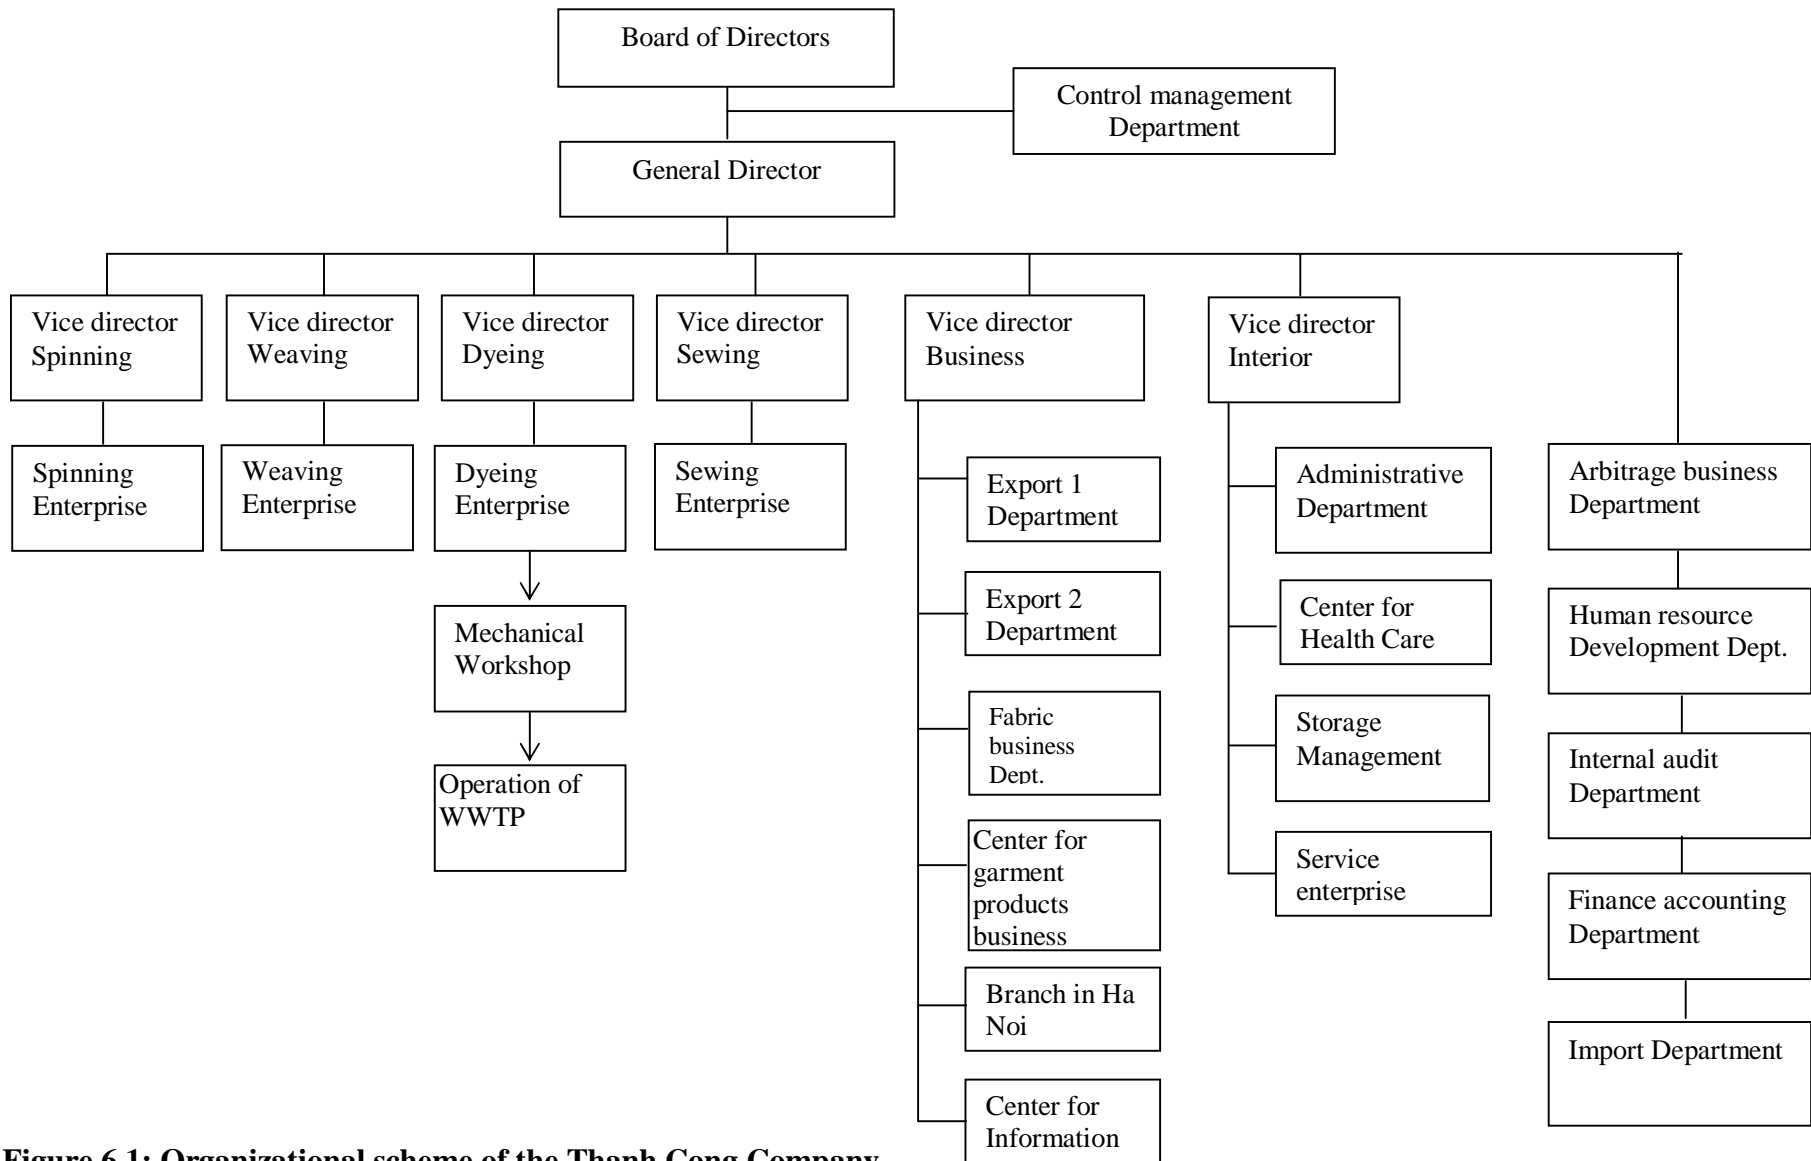 Board of Directors
Control management
Department
General Director
Vice director
Spinning
Vice director
Weaving
Vice director
Dyeing
Vice director
Sewing
Vice director
Business
Vice director
Interior
Spinning
Enterprise
Weaving
Enterprise
Dyeing
Enterprise
Sewing
Enterprise
Mechanical
Workshop
Operation of
WWTP
Export 1
Department
Export 2
Department
Fabric
business
Dept.
Center for
garment
products
business
Branch in Ha
Noi
Center for
Information
Administrative
Department
Center for
Health Care
Storage
Management
Service
enterprise
Arbitrage business
Department
Human resource
Development Dept.
Internal audit
Department
Finance accounting
Department
Import Department
Figure 6.1: Organizational scheme of the Thanh Cong Company